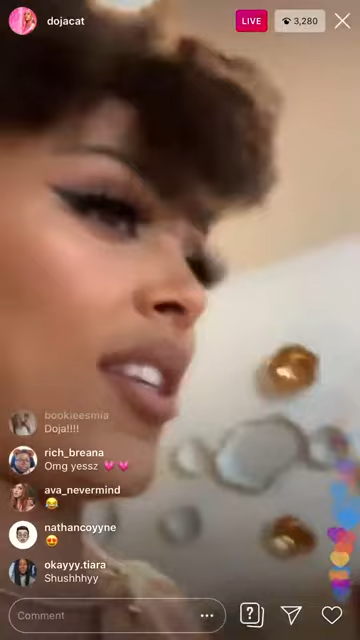 dojacat
LIVE
3,280
bookieesmia
Doja!!!!
rich_breana
Omg yessz 💗💗
ava_nevermind
😂
nathancoyyne
😍
okayyy.tiara
Shushhhyy
Comment